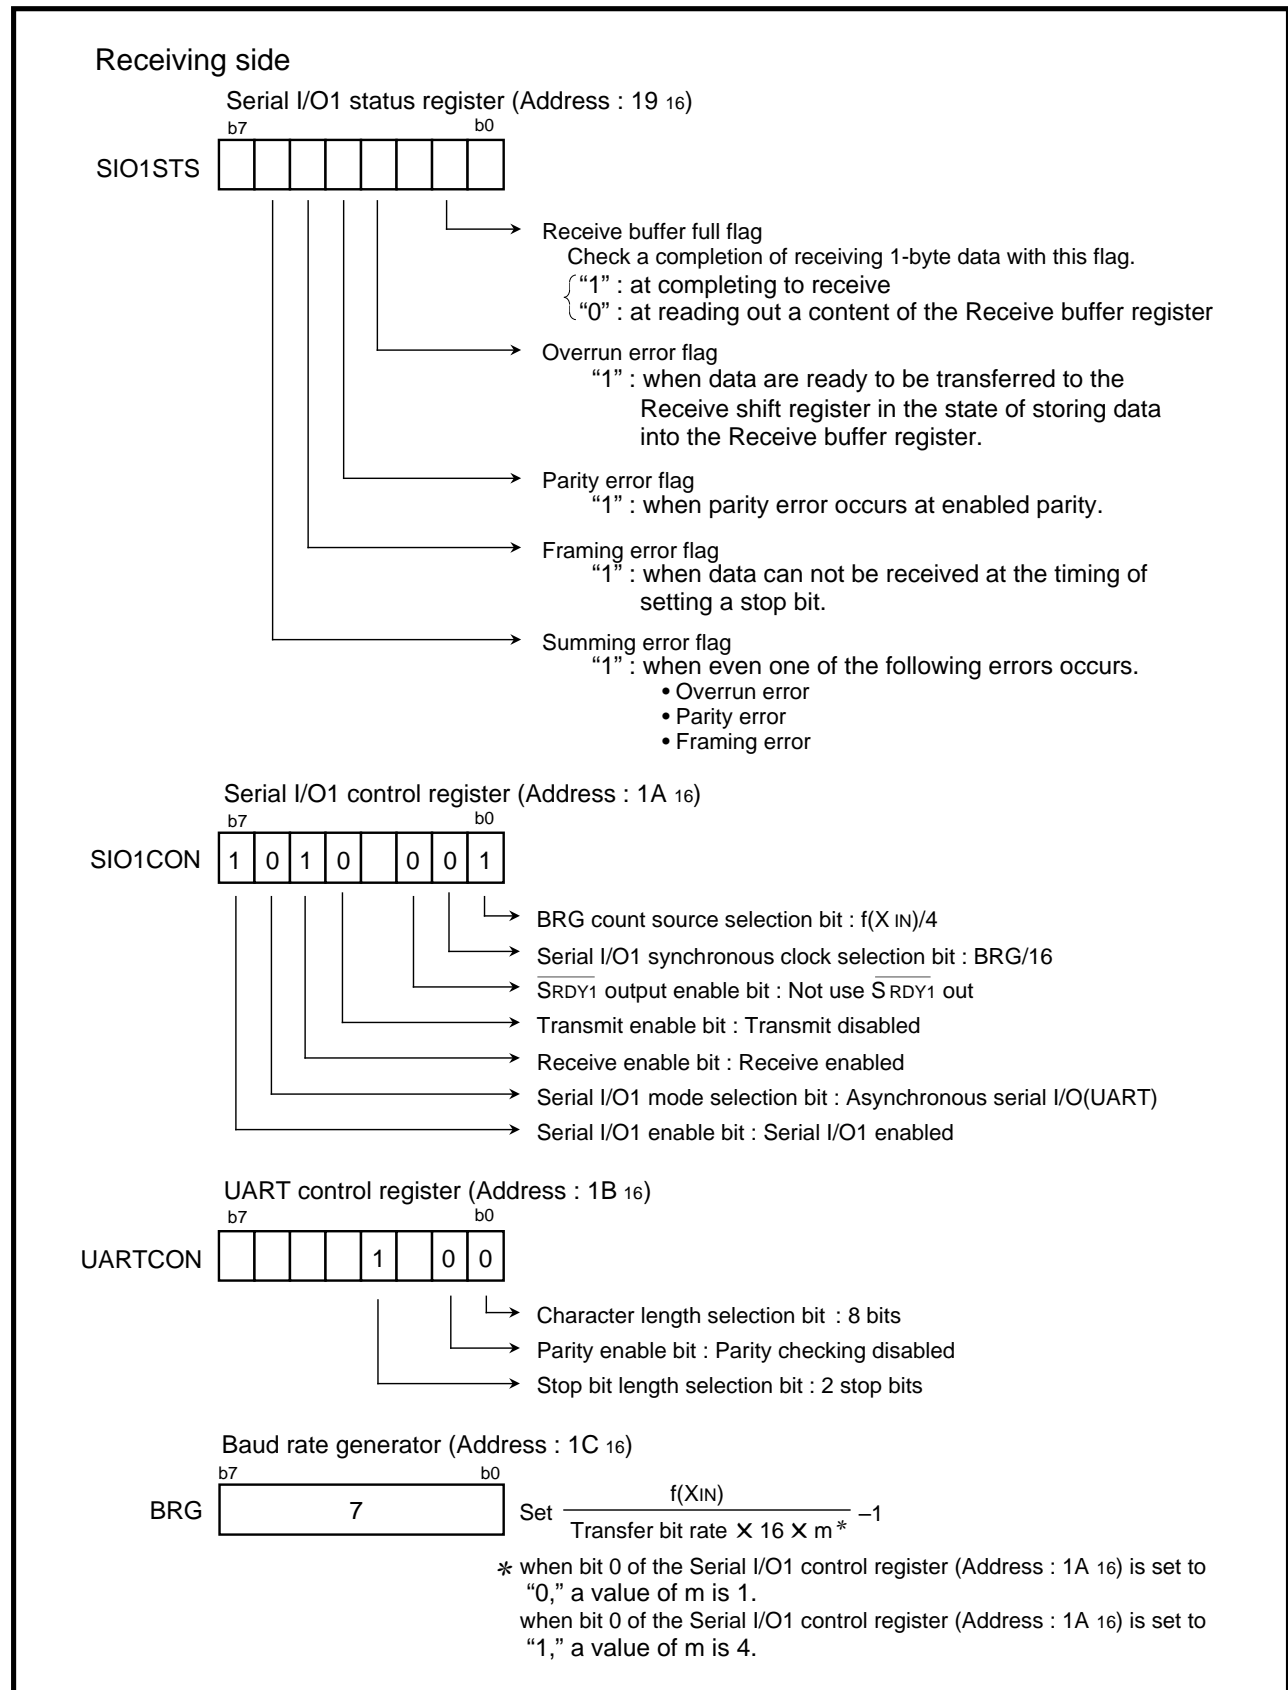 Receiving side
Serial I/O1 status register (Address : 19 16)
b7 b0
SIO1STS
Receive buffer full flag
Check a completion of receiving 1-byte data with this flag.
“1” : at completing to receive
“0” : at reading out a content of the Receive buffer register
Overrun error flag
“1” : when data are ready to be transferred to the
Receive shift register in the state of storing data
into the Receive buffer register.
Parity error flag
“1” : when parity error occurs at enabled parity.
Framing error flag
“1” : when data can not be received at the timing of
setting a stop bit.
Summing error flag
“1” : when even one of the following errors occurs.
• Overrun error
• Parity error
• Framing error
Serial I/O1 control register (Address : 1A 16)
b7 b0
SIO1CON 1 0 1 0 0 0 1
BRG count source selection bit : f(X IN)/4
Serial I/O1 synchronous clock selection bit : BRG/16
SRDY1 output enable bit : Not use S RDY1 out
Transmit enable bit : Transmit disabled
Receive enable bit : Receive enabled
Serial I/O1 mode selection bit : Asynchronous serial I/O(UART)
Serial I/O1 enable bit : Serial I/O1 enabled
UART control register (Address : 1B 16)
b7 b0
UARTCON 1 0 0
Character length selection bit : 8 bits
Parity enable bit : Parity checking disabled
Stop bit length selection bit : 2 stop bits
Baud rate generator (Address : 1C 16)
b7 b0
f(XIN)
BRG 7 Set –1
Transfer bit rate × 16 × m*
* when bit 0 of the Serial I/O1 control register (Address : 1A 16) is set to
“0,” a value of m is 1.
when bit 0 of the Serial I/O1 control register (Address : 1A 16) is set to
“1,” a value of m is 4.